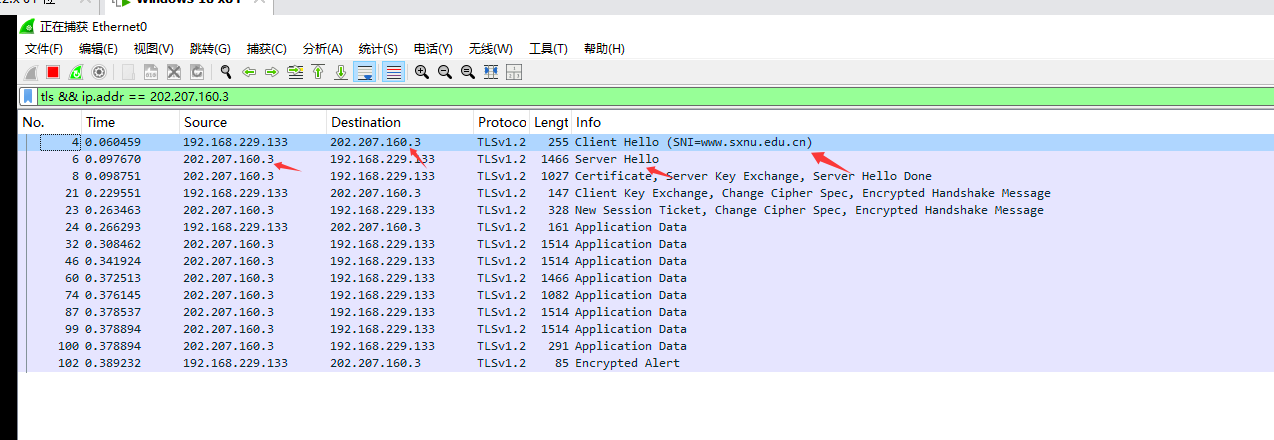 正在捕获 Ethernet0
文件(F) 编辑(E) 视图(V) 跳转(G) 捕获(C) 分析(A) 统计(S) 电话(Y) 无线(W) 工具(T) 帮助(H)
tls && ip.addr == 202.207.160.3
No. Time Source Destination Protoco Lengt Info
4 0.060459 192.168.229.133 202.207.160.3 TLSv1.2 255 Client Hello (SNI=www.sxnu.edu.cn)
6 0.097670 202.207.160.3 192.168.229.133 TLSv1.2 1466 Server Hello
8 0.098751 202.207.160.3 192.168.229.133 TLSv1.2 1027 Certificate, Server Key Exchange, Server Hello Done
21 0.229551 192.168.229.133 202.207.160.3 TLSv1.2 147 Client Key Exchange, Change Cipher Spec, Encrypted Handshake Message
23 0.263463 202.207.160.3 192.168.229.133 TLSv1.2 328 New Session Ticket, Change Cipher Spec, Encrypted Handshake Message
24 0.266293 192.168.229.133 202.207.160.3 TLSv1.2 161 Application Data
32 0.308462 202.207.160.3 192.168.229.133 TLSv1.2 1514 Application Data
46 0.341924 202.207.160.3 192.168.229.133 TLSv1.2 1514 Application Data
60 0.372513 202.207.160.3 192.168.229.133 TLSv1.2 1466 Application Data
74 0.376145 202.207.160.3 192.168.229.133 TLSv1.2 1082 Application Data
87 0.378537 202.207.160.3 192.168.229.133 TLSv1.2 1514 Application Data
99 0.378894 202.207.160.3 192.168.229.133 TLSv1.2 1514 Application Data
100 0.378894 202.207.160.3 192.168.229.133 TLSv1.2 291 Application Data
102 0.389232 192.168.229.133 202.207.160.3 TLSv1.2 85 Encrypted Alert